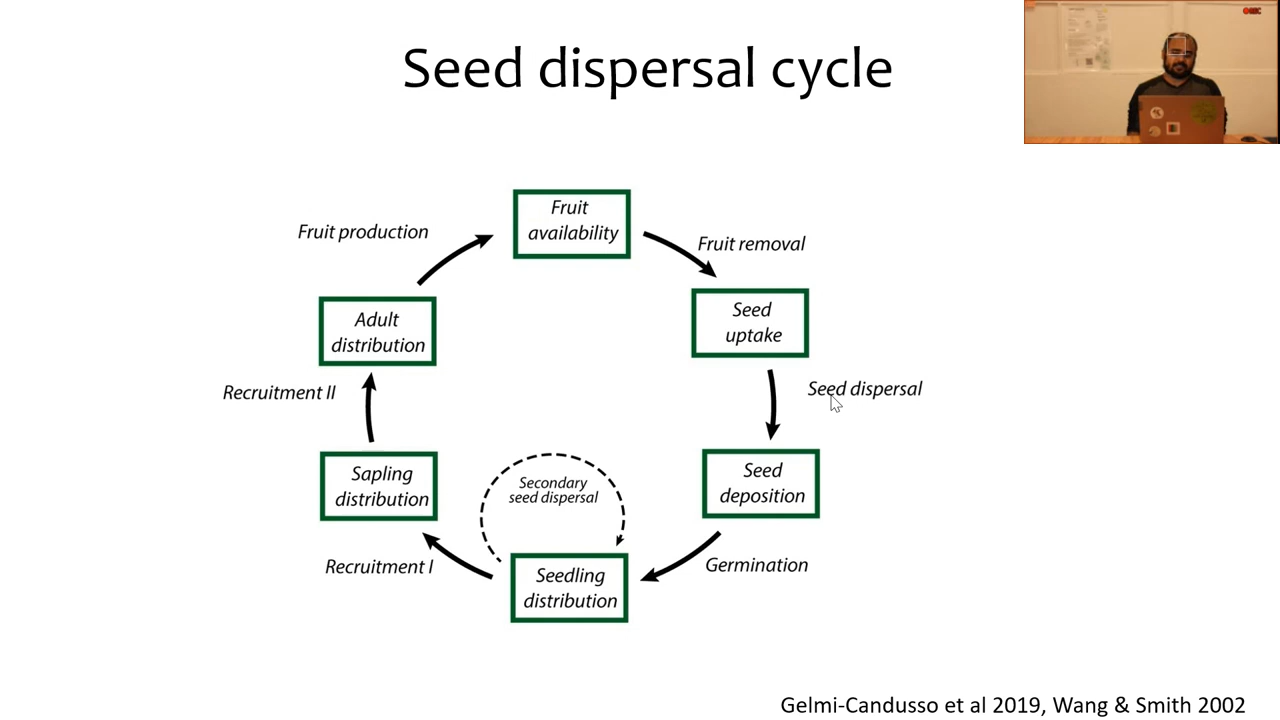 Seed dispersal cycle
REC
Fruit
availability
Fruit production
Fruit removal
Seed
uptake
Adult
distribution
Seed dispersal
Recruitment II
Sapling
distribution
Secondary
seed dispersal
Seed
deposition
Recruitment I
Germination
Seedling
distribution
Gelmi-Candusso et al 2019, Wang & Smith 2002